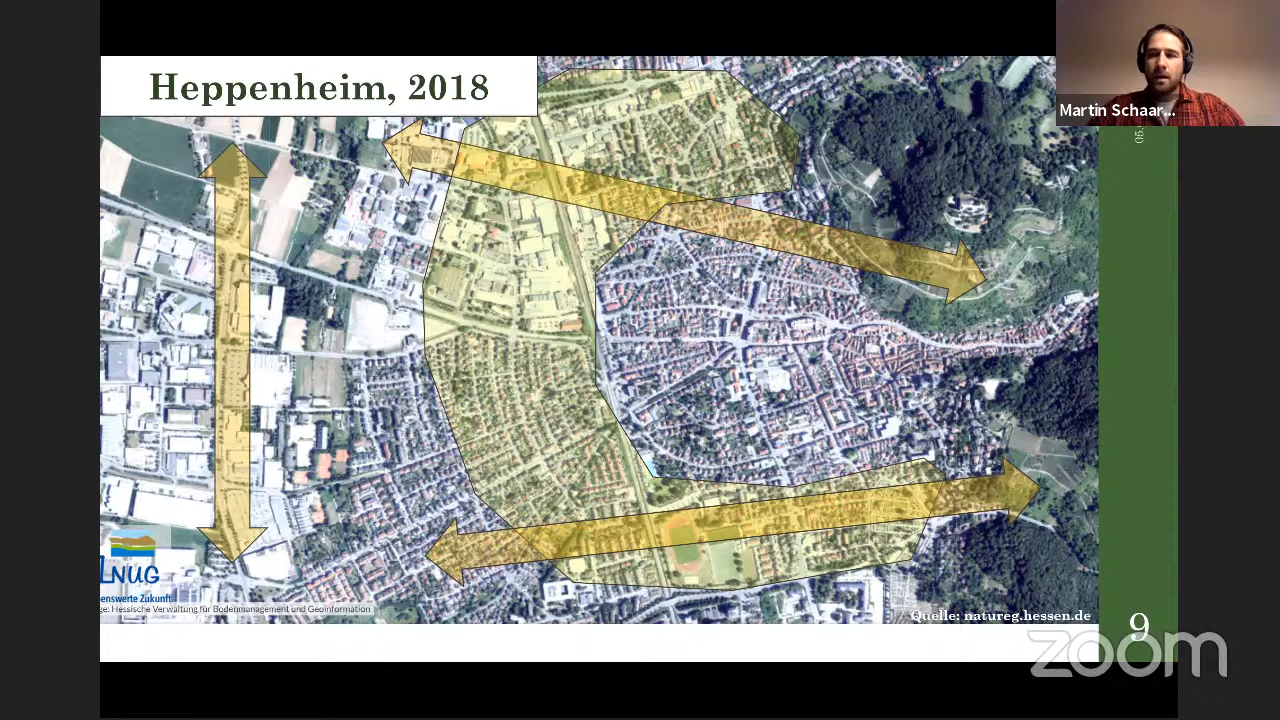 Heppenheim, 2018
Martin Schaar...
05.
LNUG
enswerte Zukunft
ge: Hessische Verwaltung für Bodenmanagement und Geoinformation
Quelle: natureg.hessen.de
9
zoom